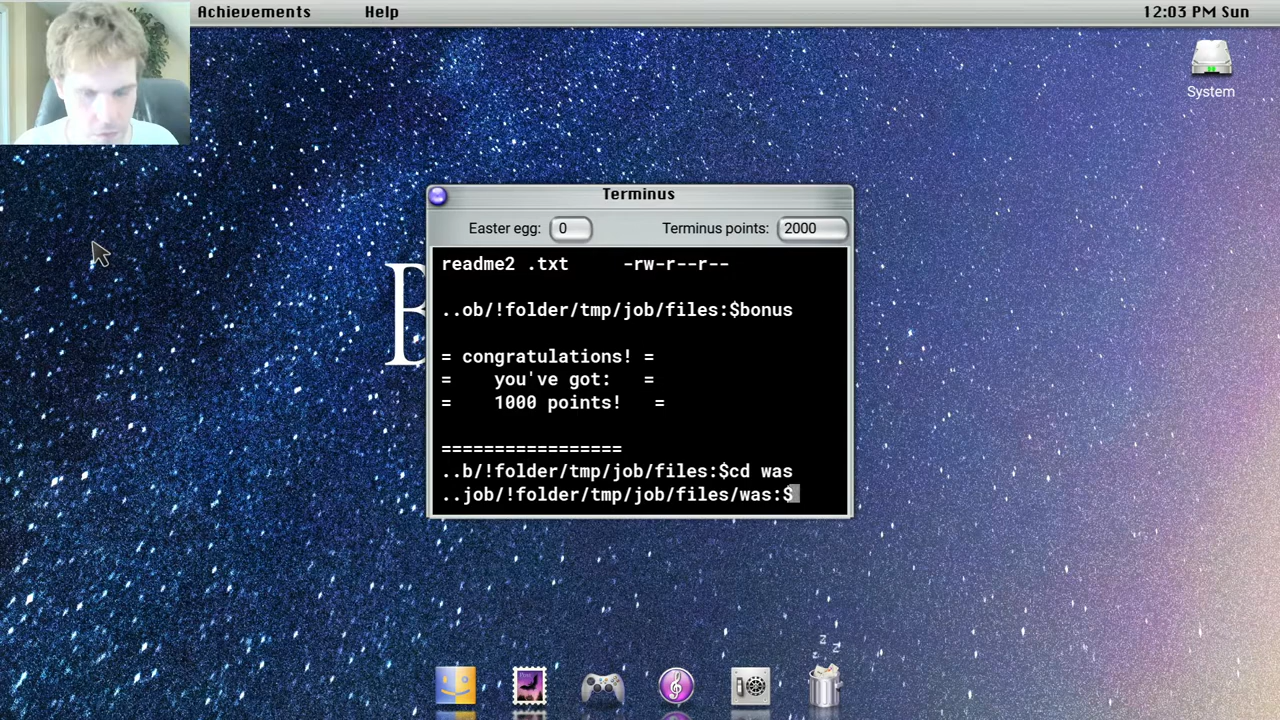 Achievements Help 12:03 PM Sun
System
Terminus
Easter egg: 0 Terminus points: 2000
readme2 .txt -rw-r--r--
..ob/!folder/tmp/job/files:$bonus
= congratulations! =
= you've got: =
= 1000 points! =
=================
..b/!folder/tmp/job/files:$cd was
..job/!folder/tmp/job/files/was:$
B
z
z
z